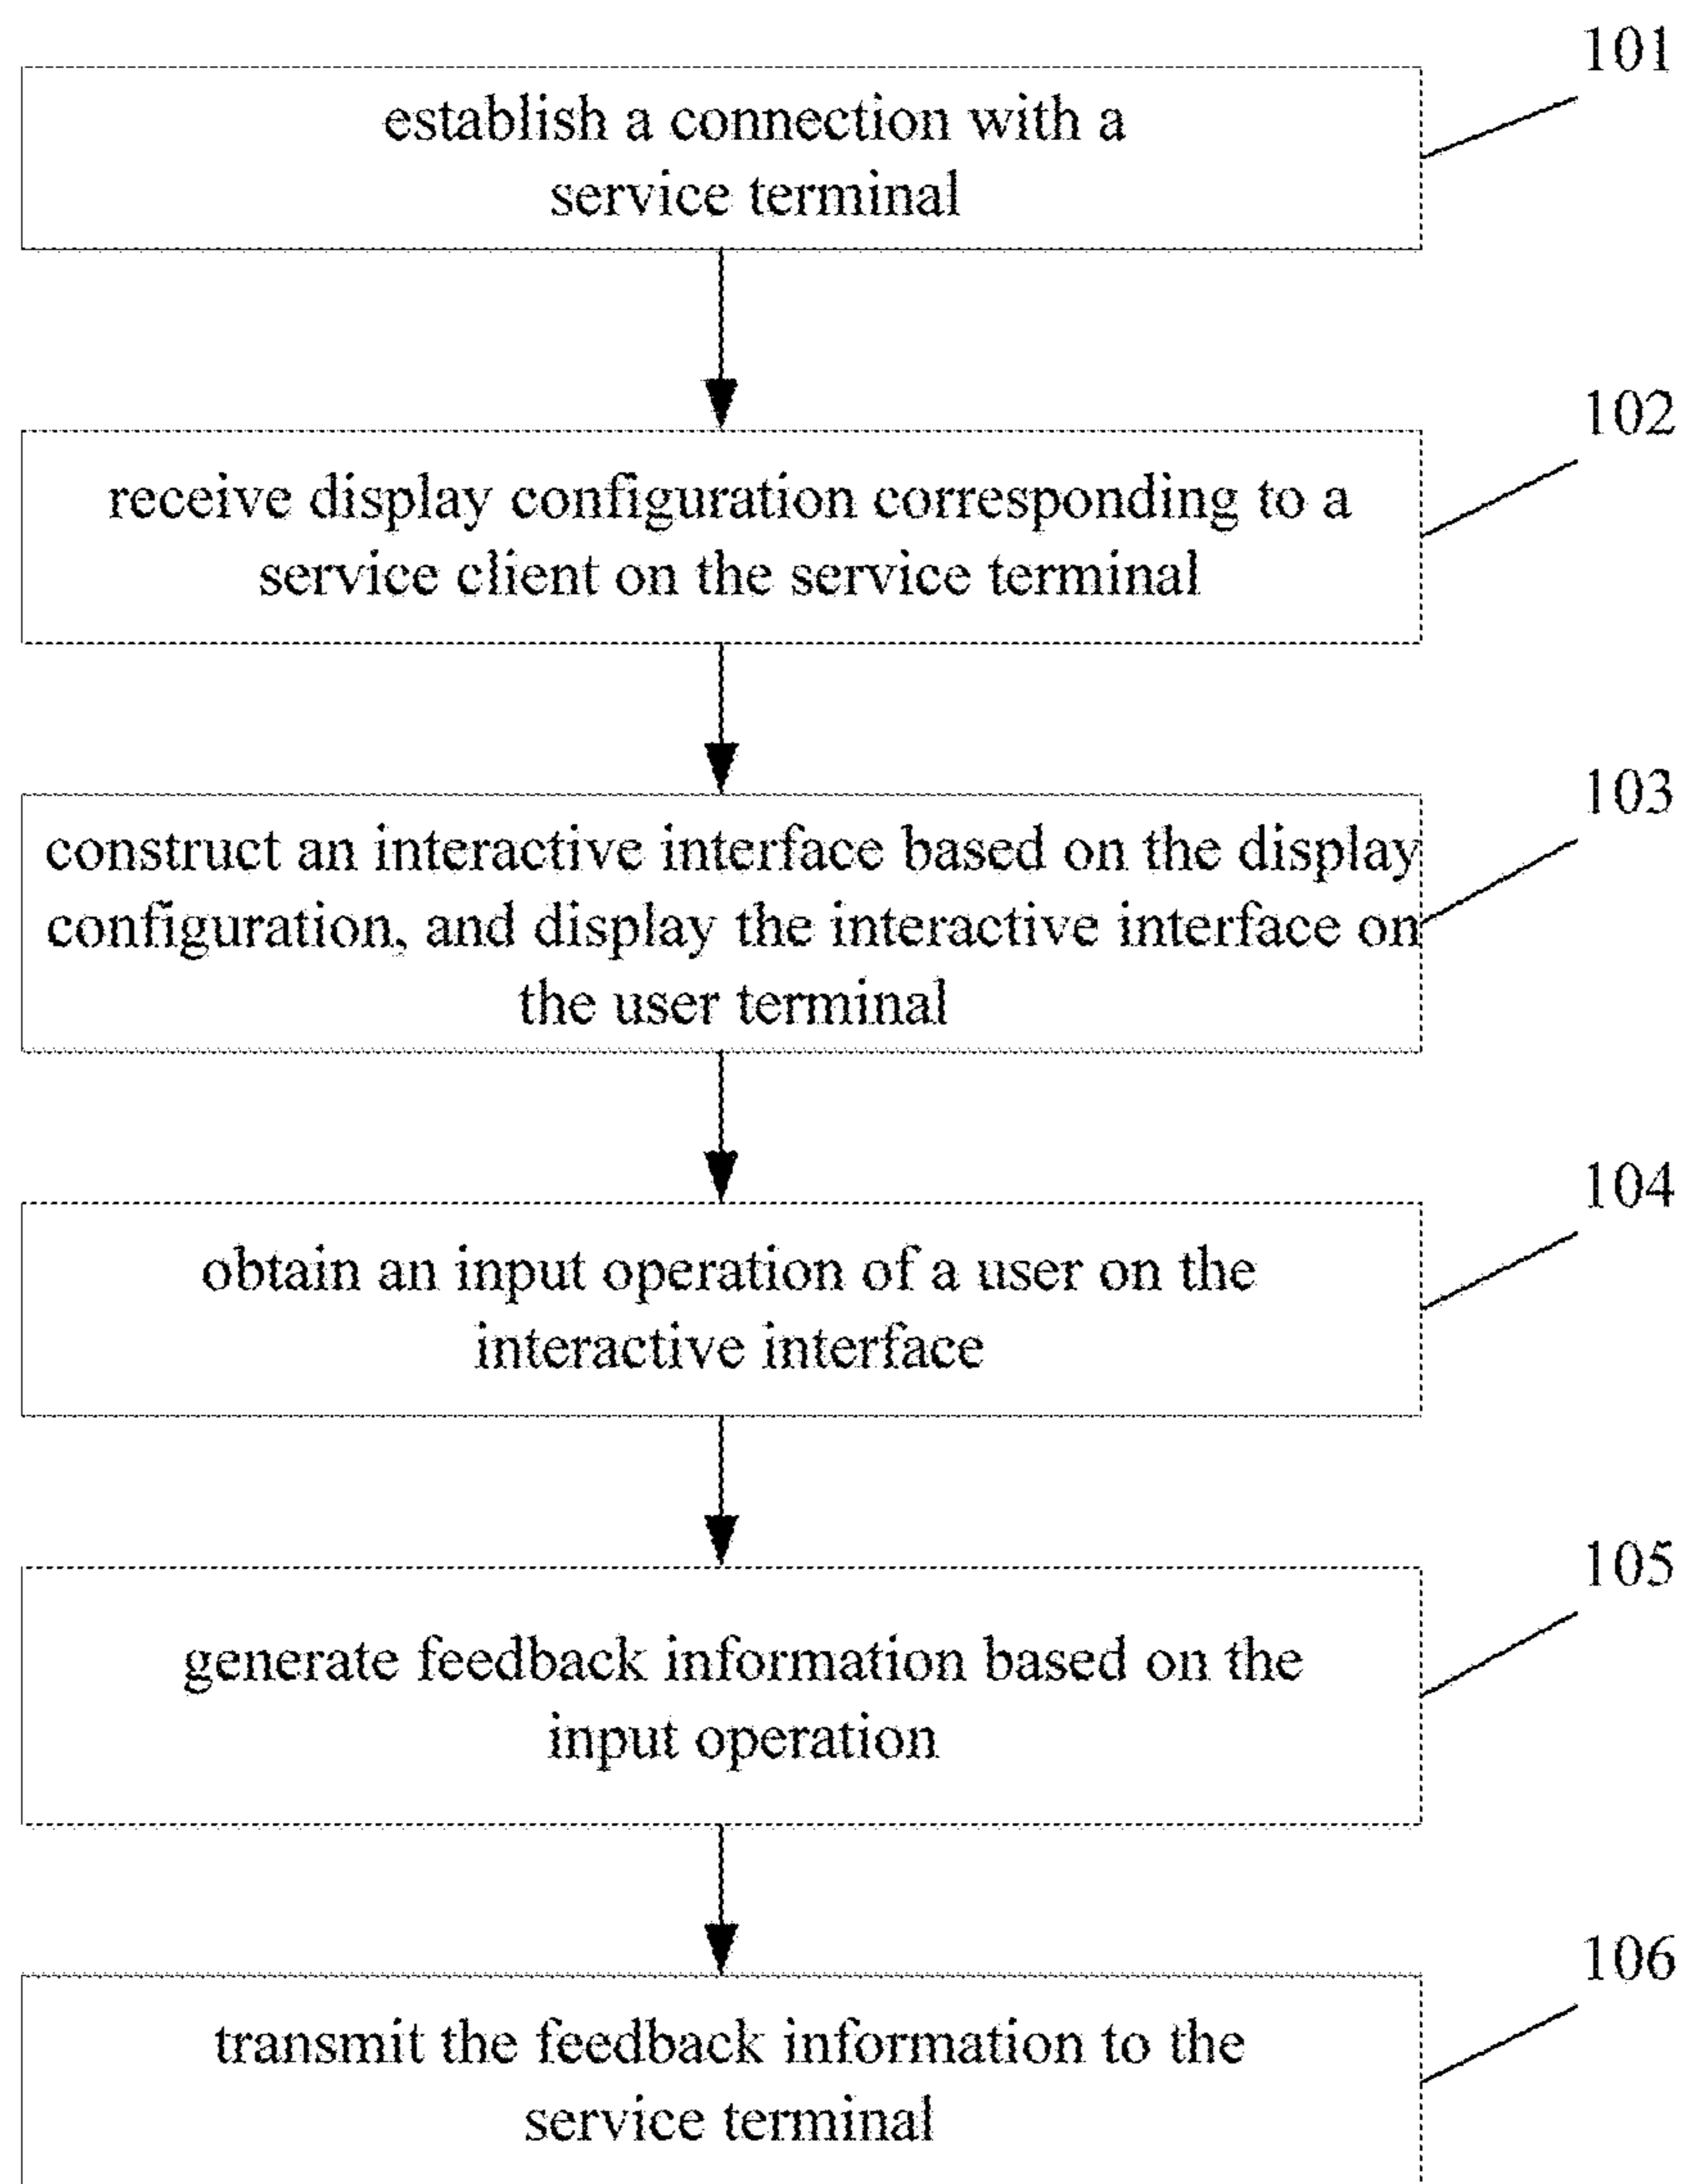 101
establish a connection with a
service terminal
102
receive display configuration corresponding to a
service client on the service terminal
103
construct an interactive interface based on the display
configuration, and display the interactive interface on
the user terminal
104
obtain an input operation of a user on the
interactive interface
105
generate feedback information based on the
input operation
106
transmit the feedback information to the
service terminal